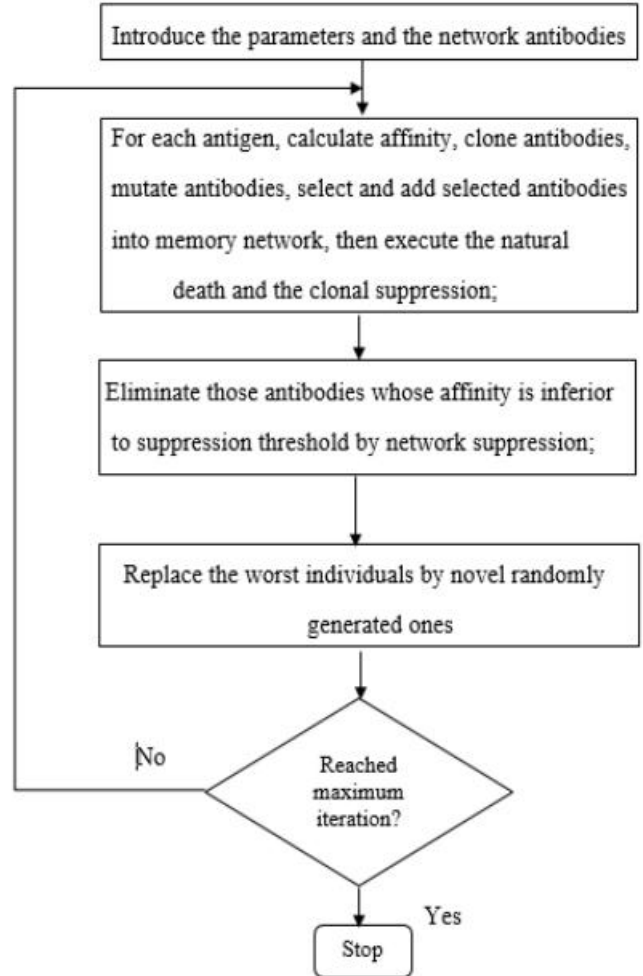 Introduce the parameters and the network antibodies
For each antigen, calculate affinity, clone antibodies,
mutate antibodies, select and add selected antibodies
into memory network, then execute the natural
death and the clonal suppression;
Eliminate those antibodies whose affinity is inferior
to suppression threshold by network suppression;
Replace the worst individuals by novel randomly
generated ones
No
Reached
maximum
iteration?
Yes
Stop